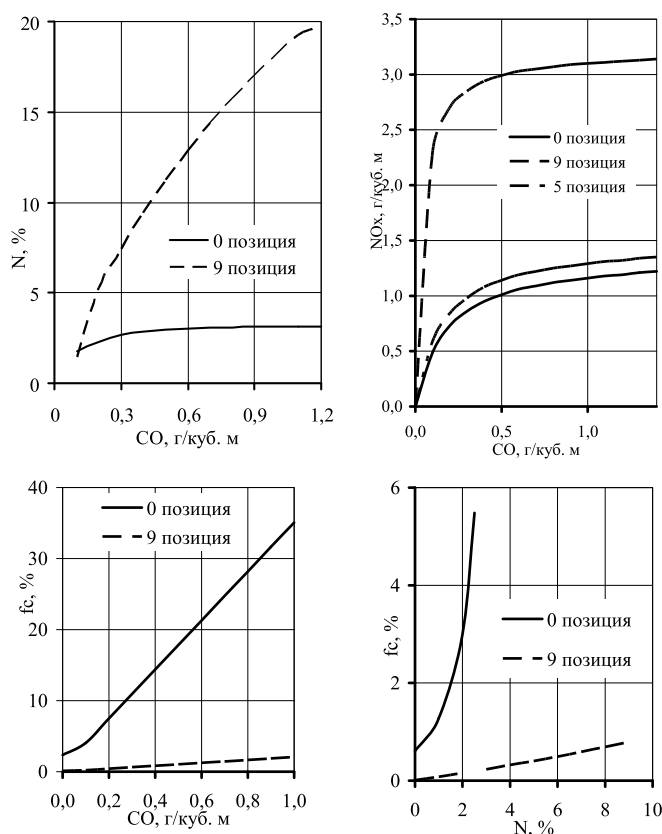 20
15
10
5
0
N, %
0 позиция
9 позиция
0
0,3
0,6
0,9
1,2
CO, г/куб. м
3,5
3,0
2,5
2,0
1,5
1,0
0,5
0,0
NOx, г/куб. м
0 позиция
9 позиция
5 позиция
0,0
0,5
1,0
CO, г/куб. м
40
30
20
10
0
fc, %
0 позиция
9 позиция
0,0
0,2
0,4
0,6
0,8
1,0
CO, г/куб. м
6
4
2
0
fc, %
0 позиция
9 позиция
0
2
4
6
8
10
N, %